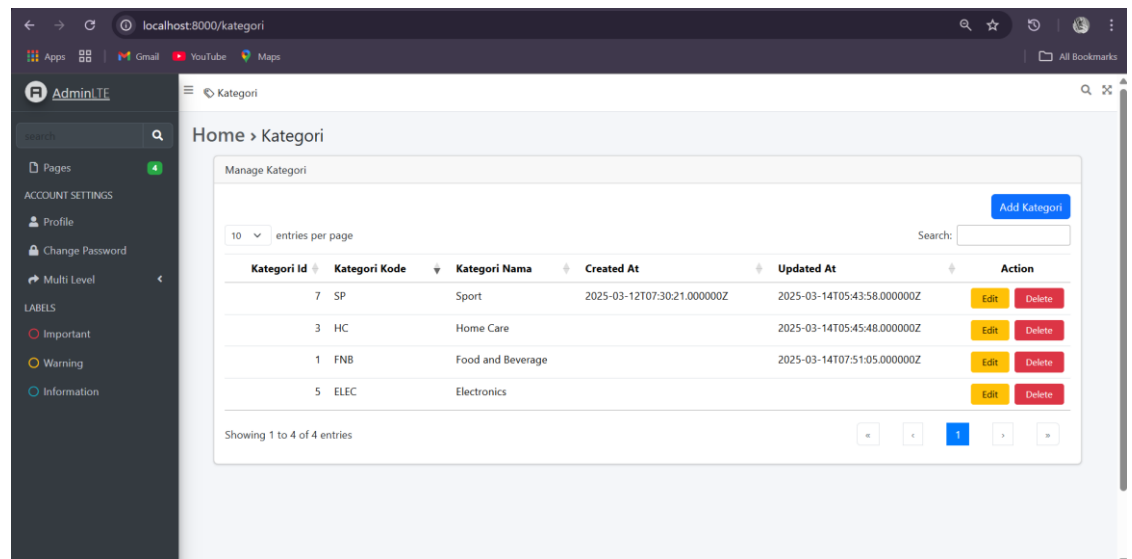 localhost:8000/kategori
Apps Gmail YouTube Maps All Bookmarks
AdminLTE
Kategori
search
Home › Kategori
Pages 4
ACCOUNT SETTINGS
Profile
Change Password
Multi Level
LABELS
Important
Warning
Information
Manage Kategori
Add Kategori
10 entries per page Search:
Kategori Id Kategori Kode Kategori Nama Created At Updated At Action
7 SP Sport 2025-03-12T07:30:21.000000Z 2025-03-14T05:43:58.000000Z Edit Delete
3 HC Home Care 2025-03-14T05:45:48.000000Z Edit Delete
1 FNB Food and Beverage 2025-03-14T07:51:05.000000Z Edit Delete
5 ELEC Electronics Edit Delete
Showing 1 to 4 of 4 entries « ‹ 1 › »